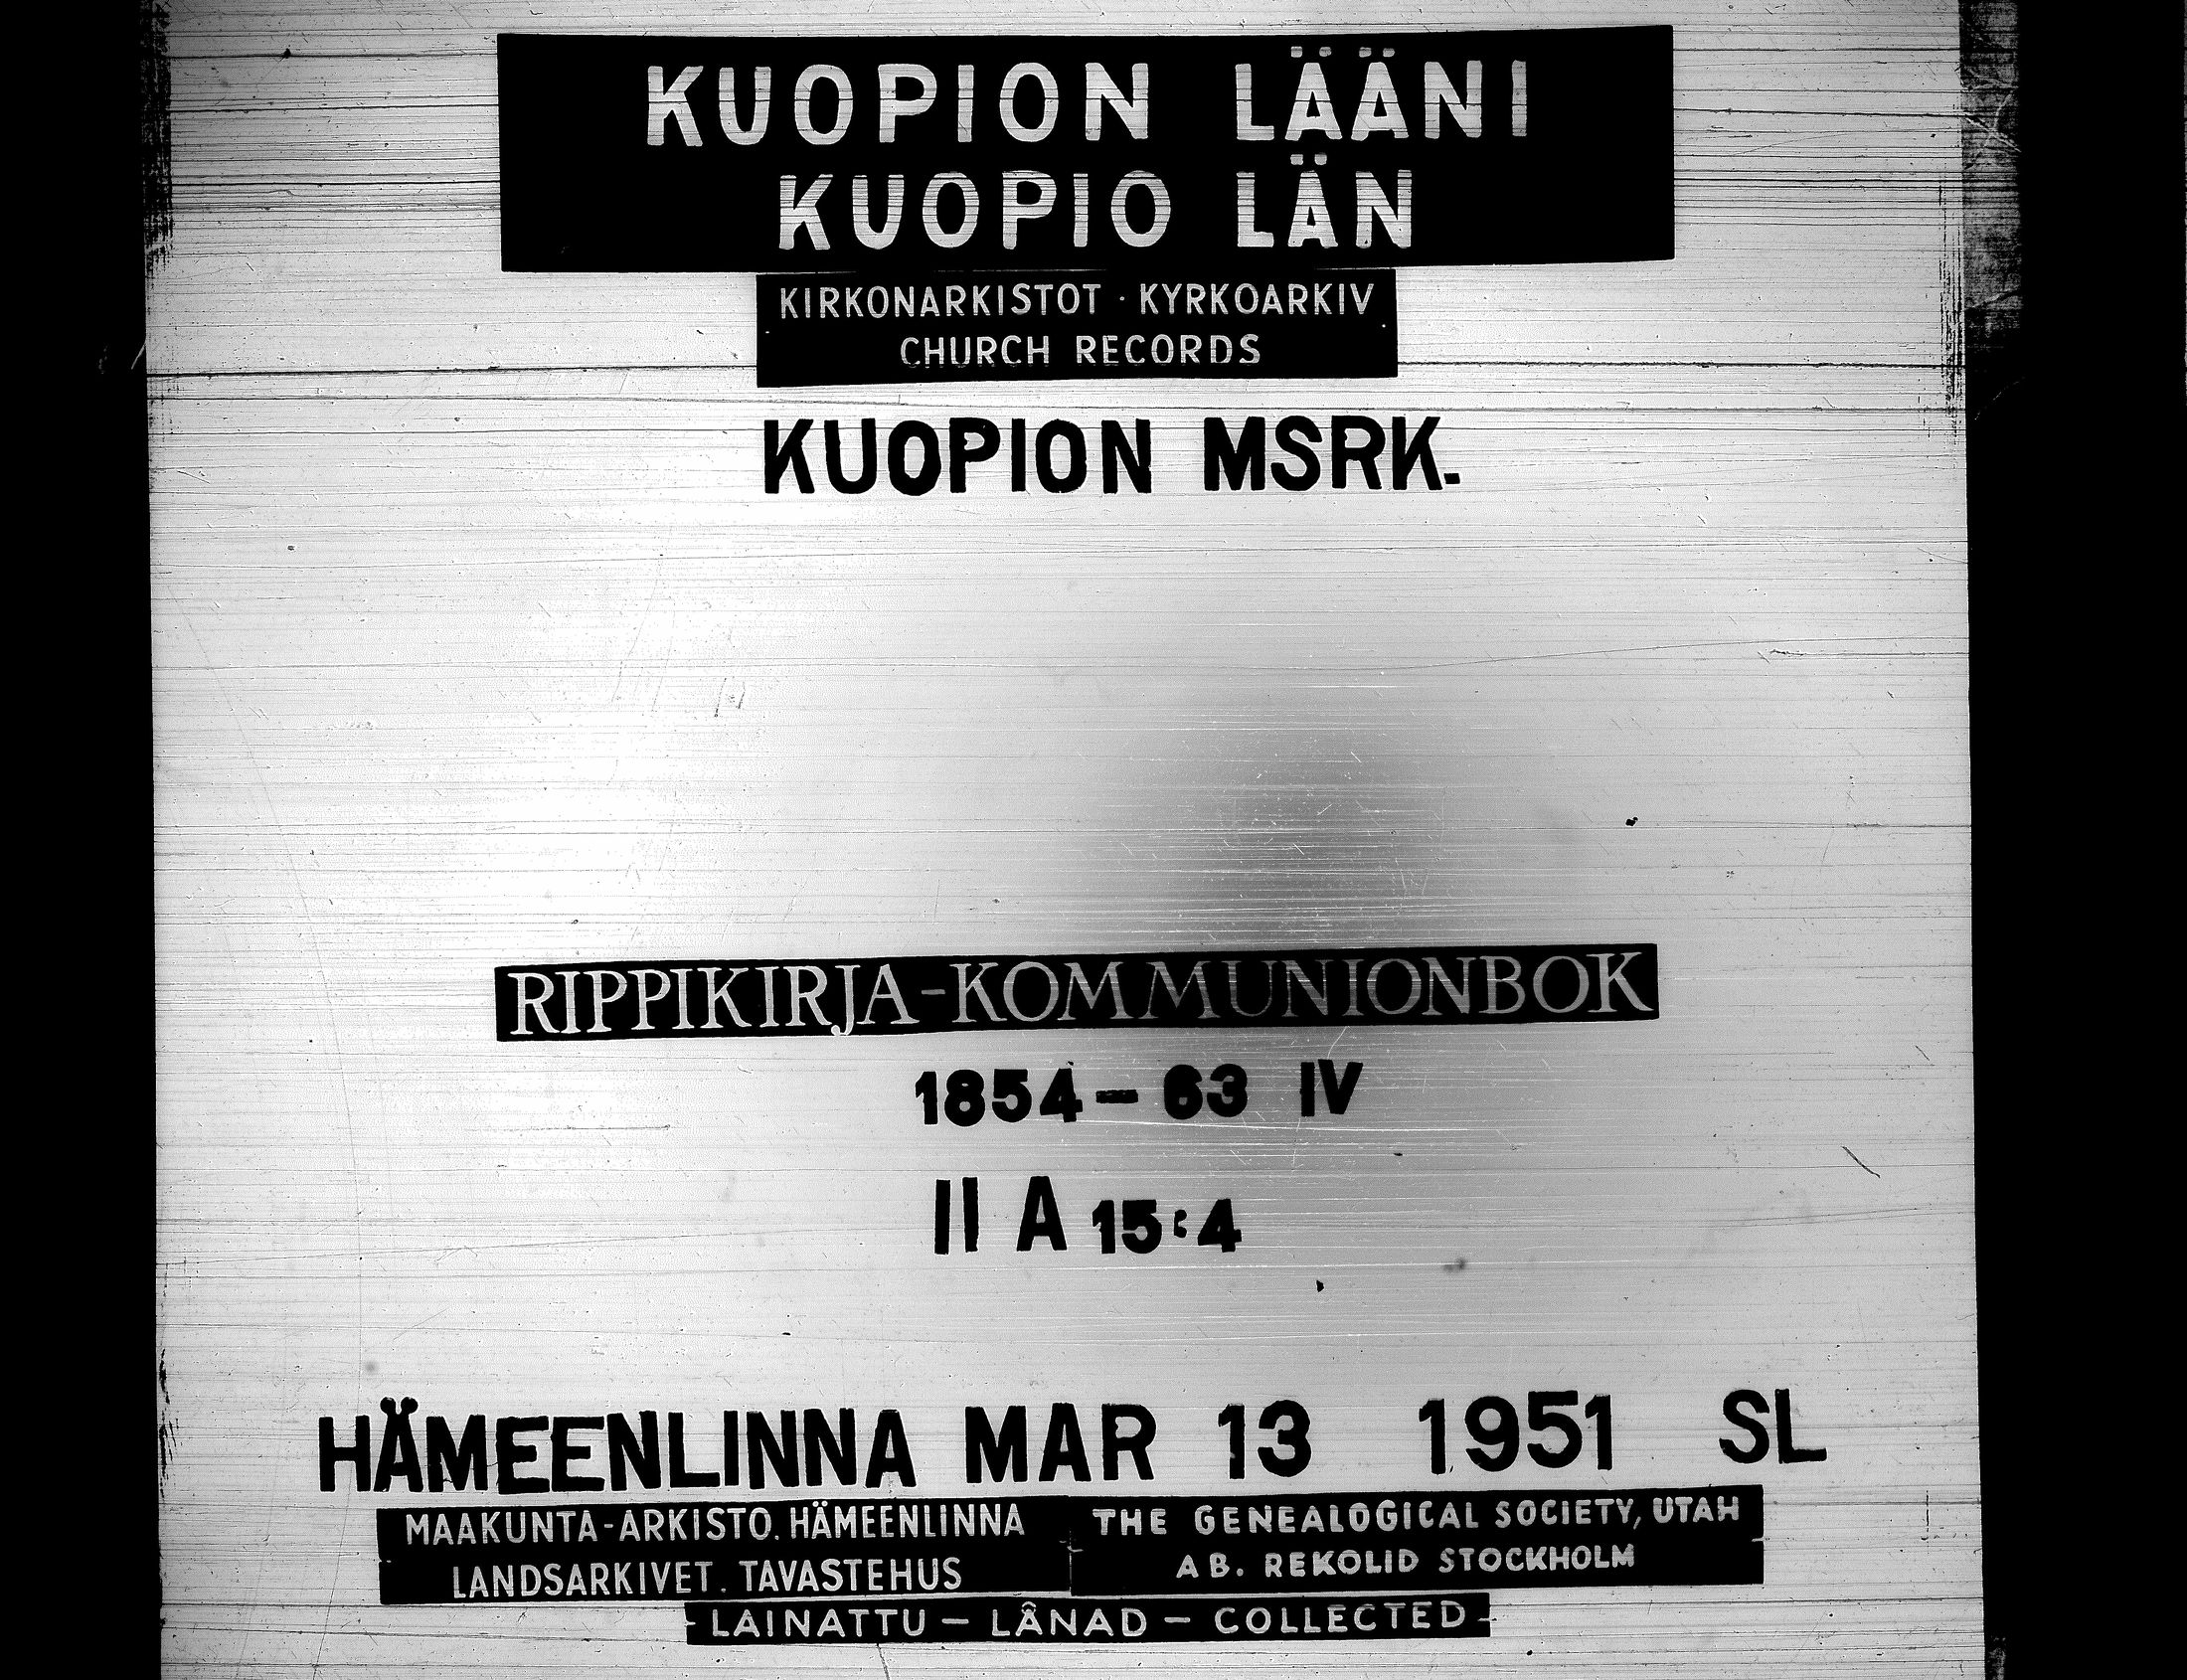 KUOPION LÄÄNI
KUOPIO LÄN
KIRKONARKISTOT · KYRKOARKIV
CHURCH RECORDS
KUOPION MSRK.
RIPPIKIRJA-KOMMUNIONBOK
1854-63 IV
II A 15:4
HÄMEENLINNA MAR 13 1951 SL
MAAKUNTA-ARKISTO. HÄMEENLINNA
LANDSARKIVET. TAVASTEHUS
THE GENEALOGICAL SOCIETY, UTAH
AB. REKOLID STOCKHOLM
LAINATTU — LÅNAD — COLLECTED